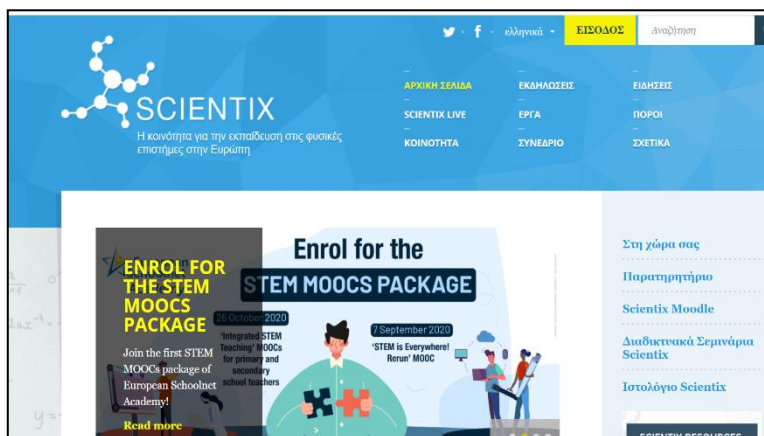 ελληνικά
ΕΙΣΟΔΟΣ
Αναζήτηση
SCIENTIX
Η κοινότητα για την εκπαίδευση στις φυσικές
επιστήμες στην Ευρώπη
ΑΡΧΙΚΗ ΣΕΛΙΔΑ
ΕΚΔΗΛΩΣΕΙΣ
ΕΙΔΗΣΕΙΣ
SCIENTIX LIVE
ΕΡΓΑ
ΠΟΡΟΙ
ΚΟΙΝΟΤΗΤΑ
ΣΥΝΕΔΡΙΟ
ΣΧΕΤΙΚΑ
ENROL FOR
THE STEM
MOOCS
PACKAGE
Join the first STEM
MOOCs package of
European Schoolnet
Academy!
Read more
Enrol for the
STEM MOOCS PACKAGE
26 October 2020
'Integrated STEM
Teaching' MOOCs
for primary and
secondary
school teachers
7 September 2020
'STEM is Everywhere!
Rerun' MOOC
Στη χώρα σας
Παρατηρητήριο
Scientix Moodle
Διαδικτυακά Σεμινάρια
Scientix
Ιστολόγιο Scientix
SCIENTIX RESOURCES